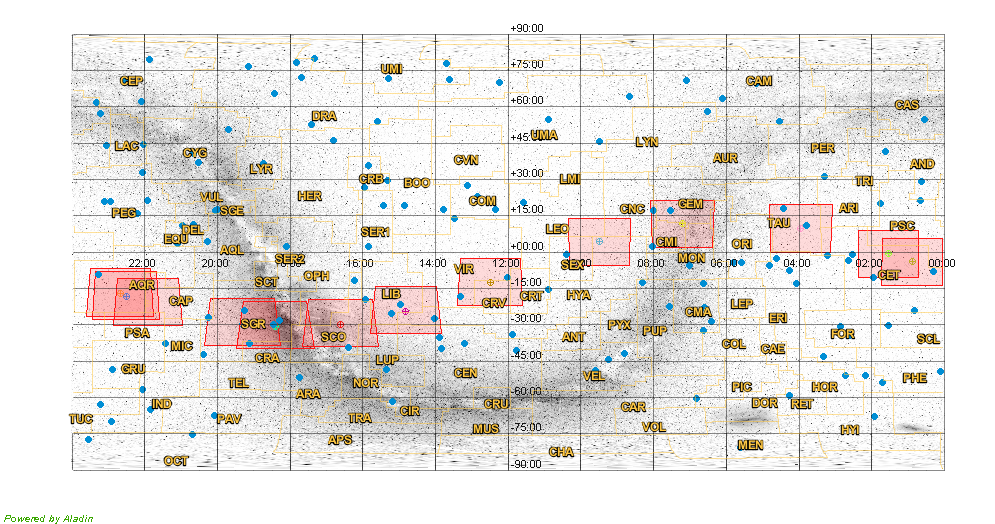 +90:00
+75:00
UMI
CEP CAM
+60:00
CAS
DRA
+45:00
UMA
LAC CYG LYN PER
LYR CVN AUR AND
+30:00
CRB BOO LMI TRI
VUL HER COM
PEG SGE CNC GEM ARI
+15:00
DEL EQU SER1 LEO TAU PSC
AQL CMI ORI
+00:00
22:00 20:00 18:00 16:00 14:00 12:00 10:00 08:00 06:00 04:00 02:00 00:00
SER2 VIR SEX MON
OPH CET
-15:00
AQR SCT
CAP LIB CRV CRT HYA LEP
-30:00
PSA SGR SCO ANT PYX PUP CMA ERI FOR
MIC COL CAE SCL
-45:00
CRA LUP
GRU CEN VEL
TEL NOR PIC HOR PHE
-60:00
ARA
IND CIR CRU CAR DOR RET
TUC PAV TRA
-75:00
MUS VOL HYI
APS MEN
CHA
-90:00
OCT
Powered by Aladin